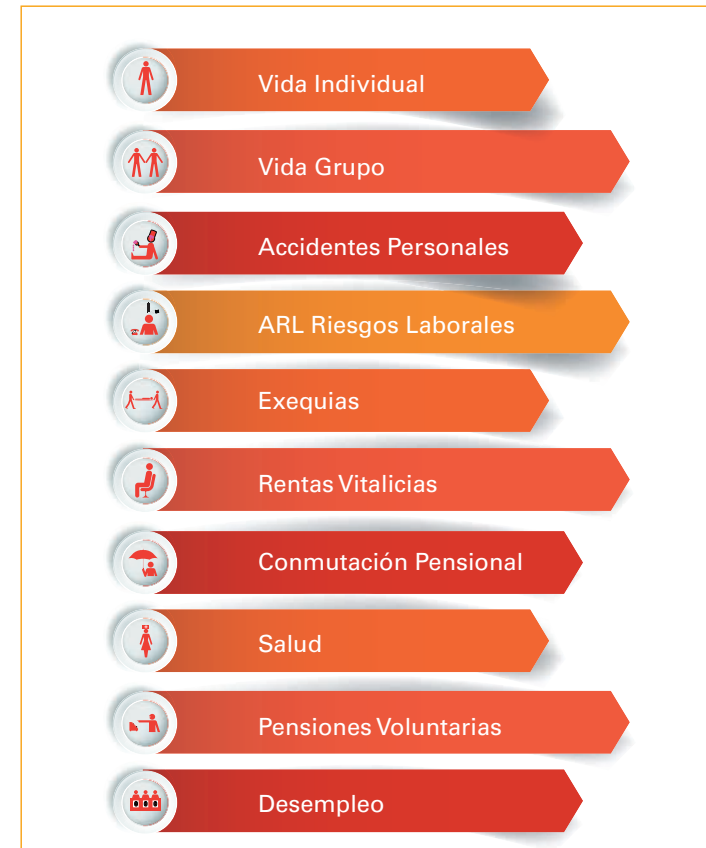 Vida Individual
Vida Grupo
Accidentes Personales
ARL Riesgos Laborales
Exequias
Rentas Vitalicias
Conmutación Pensional
Salud
Pensiones Voluntarias
Desempleo